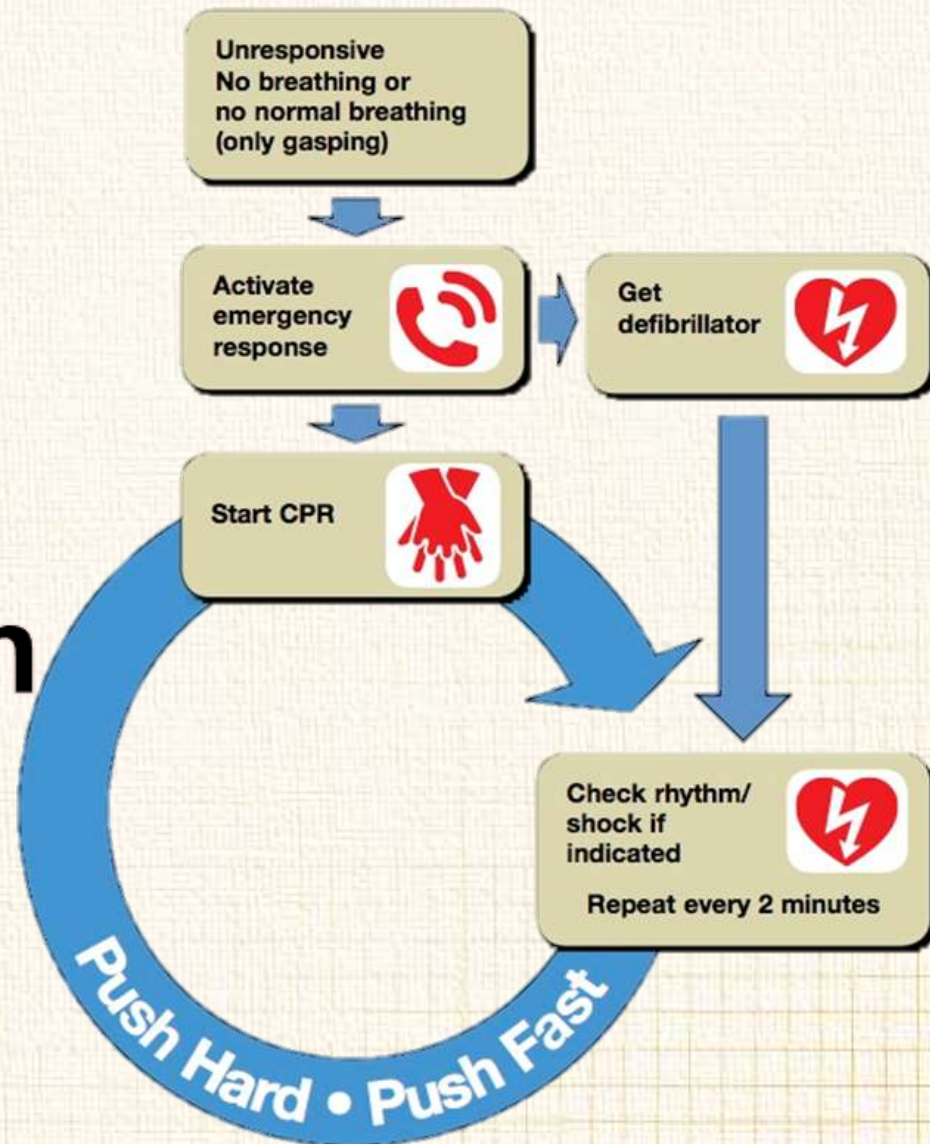 Unresponsive
No breathing or
no normal breathing
(only gasping)
Activate
emergency
response
Get
defibrillator
Start CPR
Check rhythm/
shock if
indicated
Repeat every 2 minutes
Push Hard • Push Fast